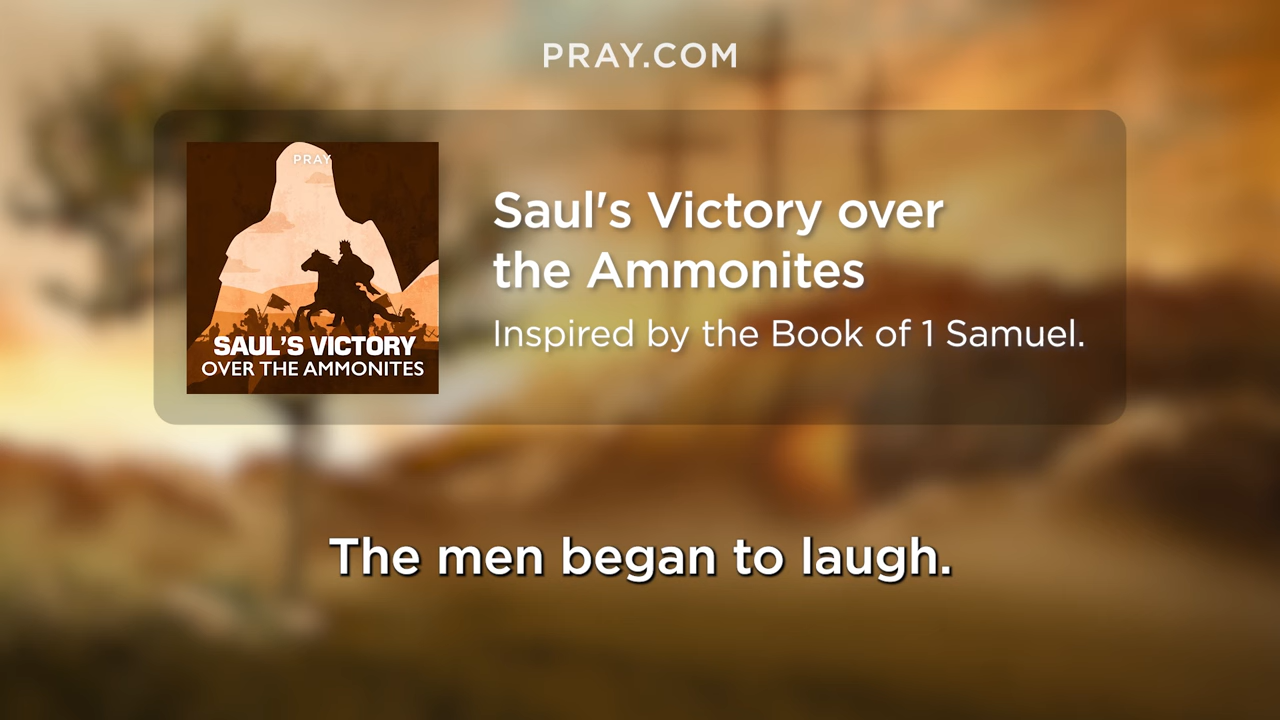 PRAY.COM
PRAY
SAUL'S VICTORY
OVER THE AMMONITES
Saul's Victory over
the Ammonites
Inspired by the Book of 1 Samuel.
The men began to laugh.